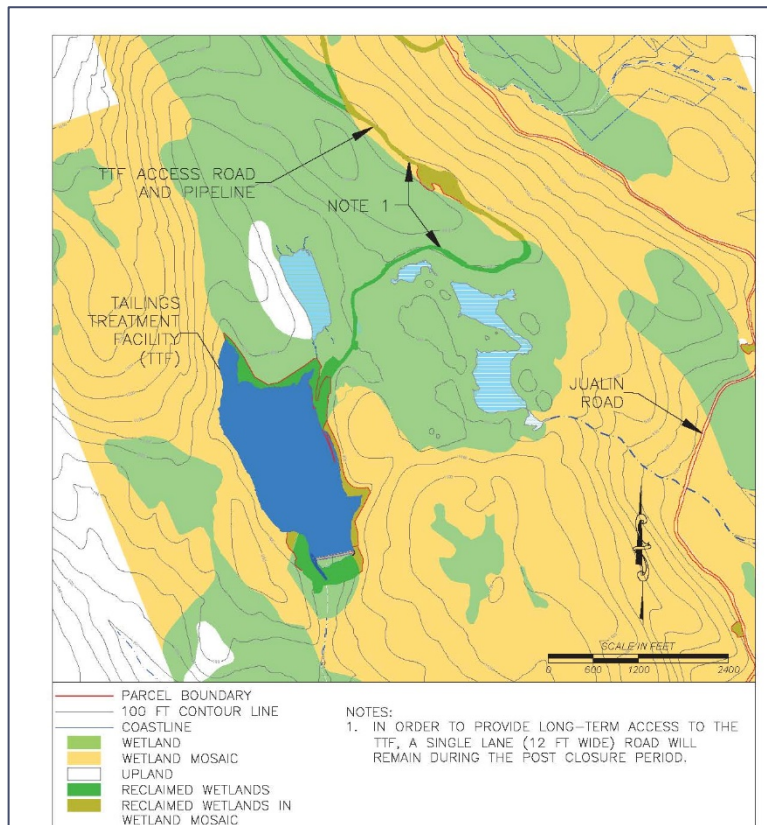 TTF ACCESS ROAD
AND PIPELINE
NOTE 1
TAILINGS
TREATMENT
FACILITY
(TTF)
JUALIN
ROAD
SCALE IN FEET
0 600 1200 2400
PARCEL BOUNDARY
100 FT CONTOUR LINE
COASTLINE
WETLAND
WETLAND MOSAIC
UPLAND
RECLAIMED WETLANDS
RECLAIMED WETLANDS IN
WETLAND MOSAIC
NOTES:
1. IN ORDER TO PROVIDE LONG-TERM ACCESS TO THE
TTF, A SINGLE LANE (12 FT WIDE) ROAD WILL
REMAIN DURING THE POST CLOSURE PERIOD.